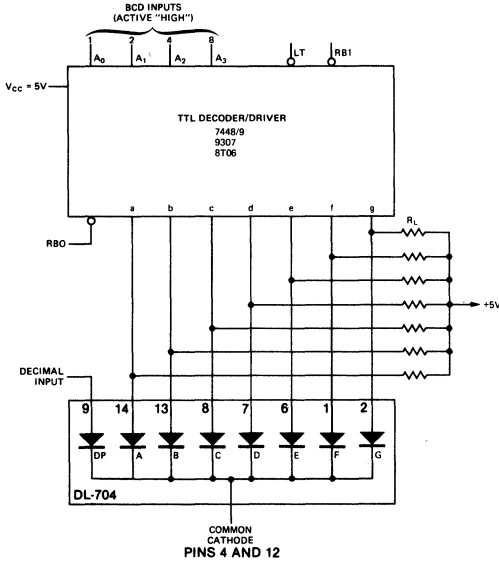 BCD INPUTS
(ACTIVE "HIGH")
1 2 4 8
A0 A1 A2 A3 LT RB1
VCC = 5V
TTL DECODER/DRIVER
7448/9
9307
8T06
a b c d e f g
RBO
RL
+5V
DECIMAL
INPUT
9 14 13 8 7 6 1 2
DP A B C D E F G
DL-704
COMMON
CATHODE
PINS 4 AND 12